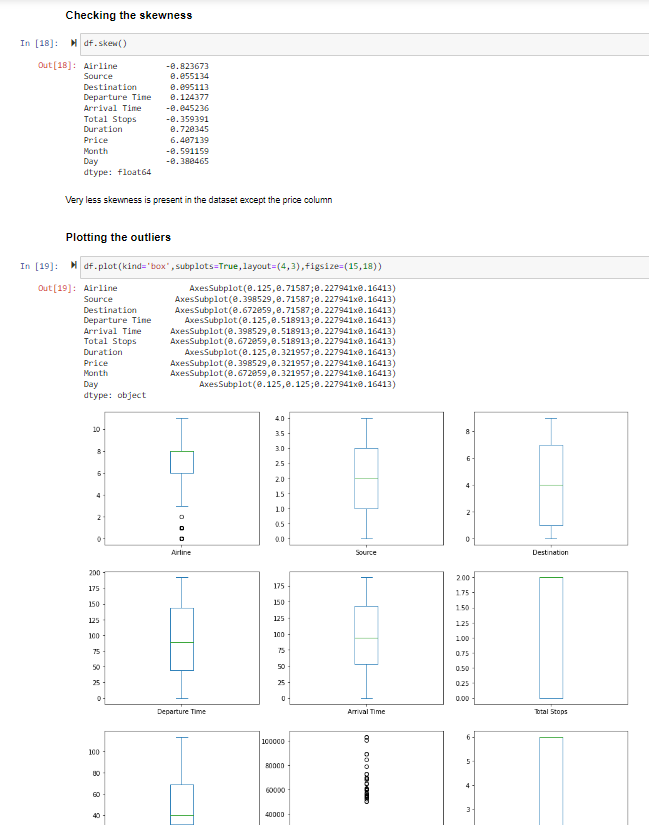 Checking the skewness
In [18]: df.skew()
Out[18]: Airline -0.823673
Source 0.055134
Destination 0.095113
Departure Time 0.124377
Arrival Time -0.045236
Total Stops -0.359391
Duration 0.720345
Price 6.407139
Month -0.591159
Day -0.380465
dtype: float64
Very less skewness is present in the dataset except the price column
Plotting the outliers
In [19]: df.plot(kind='box',subplots=True,layout=(4,3),figsize=(15,18))
Out[19]: Airline AxesSubplot(0.125,0.71587;0.227941x0.16413)
Source AxesSubplot(0.398529,0.71587;0.227941x0.16413)
Destination AxesSubplot(0.672059,0.71587;0.227941x0.16413)
Departure Time AxesSubplot(0.125,0.518913;0.227941x0.16413)
Arrival Time AxesSubplot(0.398529,0.518913;0.227941x0.16413)
Total Stops AxesSubplot(0.672059,0.518913;0.227941x0.16413)
Duration AxesSubplot(0.125,0.321957;0.227941x0.16413)
Price AxesSubplot(0.398529,0.321957;0.227941x0.16413)
Month AxesSubplot(0.672059,0.321957;0.227941x0.16413)
Day AxesSubplot(0.125,0.125;0.227941x0.16413)
dtype: object
10
8
6
4
2
0
Airline
4.0
3.5
3.0
2.5
2.0
1.5
1.0
0.5
0.0
Source
8
6
4
2
0
Destination
200
175
150
125
100
75
50
25
0
Departure Time
175
150
125
100
75
50
25
0
Arrival Time
2.00
1.75
1.50
1.25
1.00
0.75
0.50
0.25
0.00
Total Stops
100
80
60
40
100000
80000
60000
40000
6
5
4
3